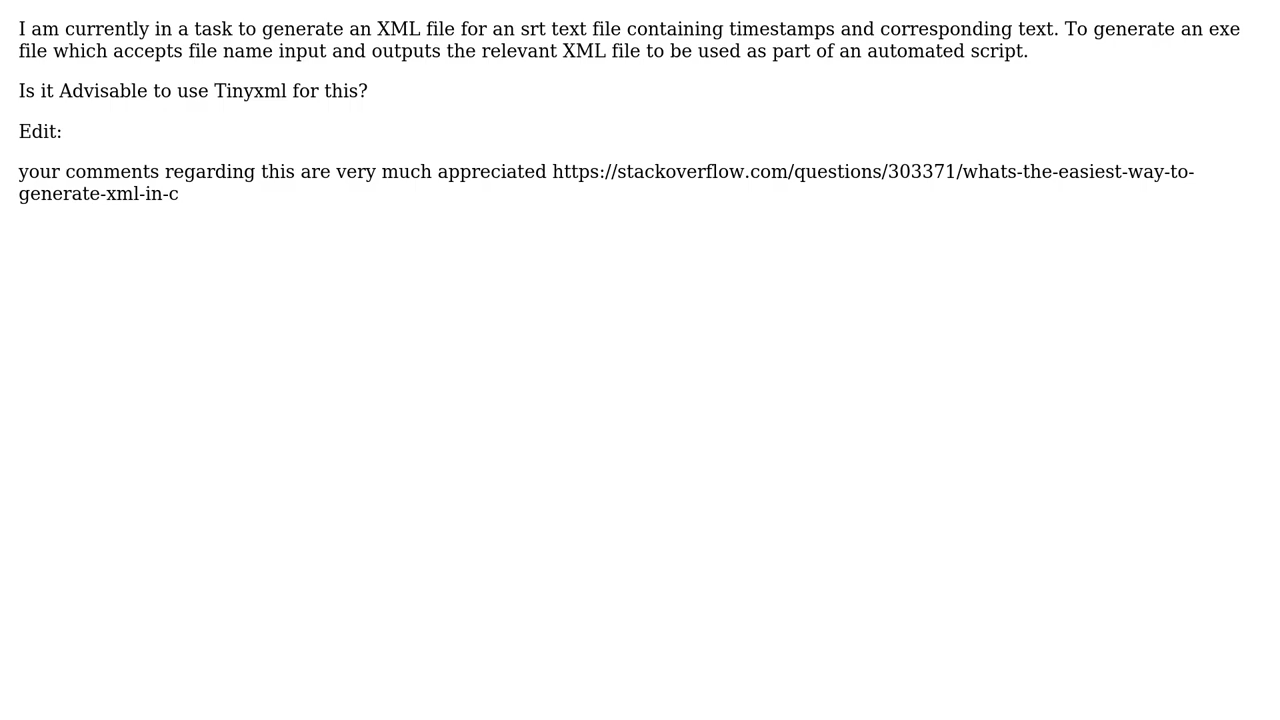 I am currently in a task to generate an XML file for an srt text file containing timestamps and corresponding text. To generate an exe
file which accepts file name input and outputs the relevant XML file to be used as part of an automated script.
Is it Advisable to use Tinyxml for this?
Edit:
your comments regarding this are very much appreciated https://stackoverflow.com/questions/303371/whats-the-easiest-way-to-
generate-xml-in-c